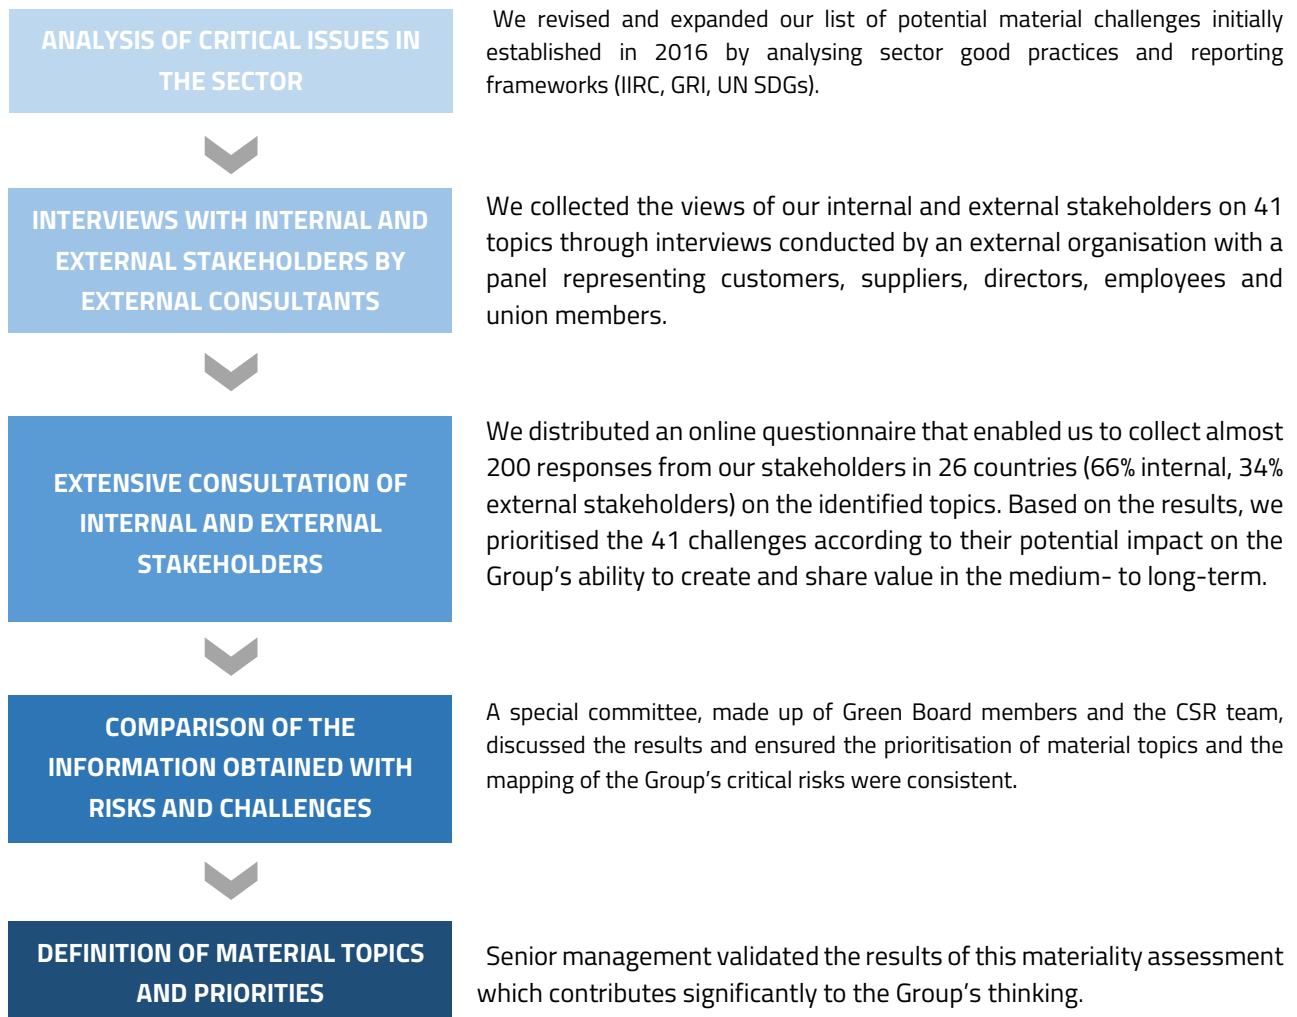 ANALYSIS OF CRITICAL ISSUES IN
THE SECTOR
We revised and expanded our list of potential material challenges initially
established in 2016 by analysing sector good practices and reporting
frameworks (IIRC, GRI, UN SDGs).
INTERVIEWS WITH INTERNAL AND
EXTERNAL STAKEHOLDERS BY
EXTERNAL CONSULTANTS
We collected the views of our internal and external stakeholders on 41
topics through interviews conducted by an external organisation with a
panel representing customers, suppliers, directors, employees and
union members.
EXTENSIVE CONSULTATION OF
INTERNAL AND EXTERNAL
STAKEHOLDERS
We distributed an online questionnaire that enabled us to collect almost
200 responses from our stakeholders in 26 countries (66% internal, 34%
external stakeholders) on the identified topics. Based on the results, we
prioritised the 41 challenges according to their potential impact on the
Group's ability to create and share value in the medium- to long-term.
COMPARISON OF THE
INFORMATION OBTAINED WITH
RISKS AND CHALLENGES
A special committee, made up of Green Board members and the CSR team,
discussed the results and ensured the prioritisation of material topics and the
mapping of the Group's critical risks were consistent.
DEFINITION OF MATERIAL TOPICS
AND PRIORITIES
Senior management validated the results of this materiality assessment
which contributes significantly to the Group's thinking.